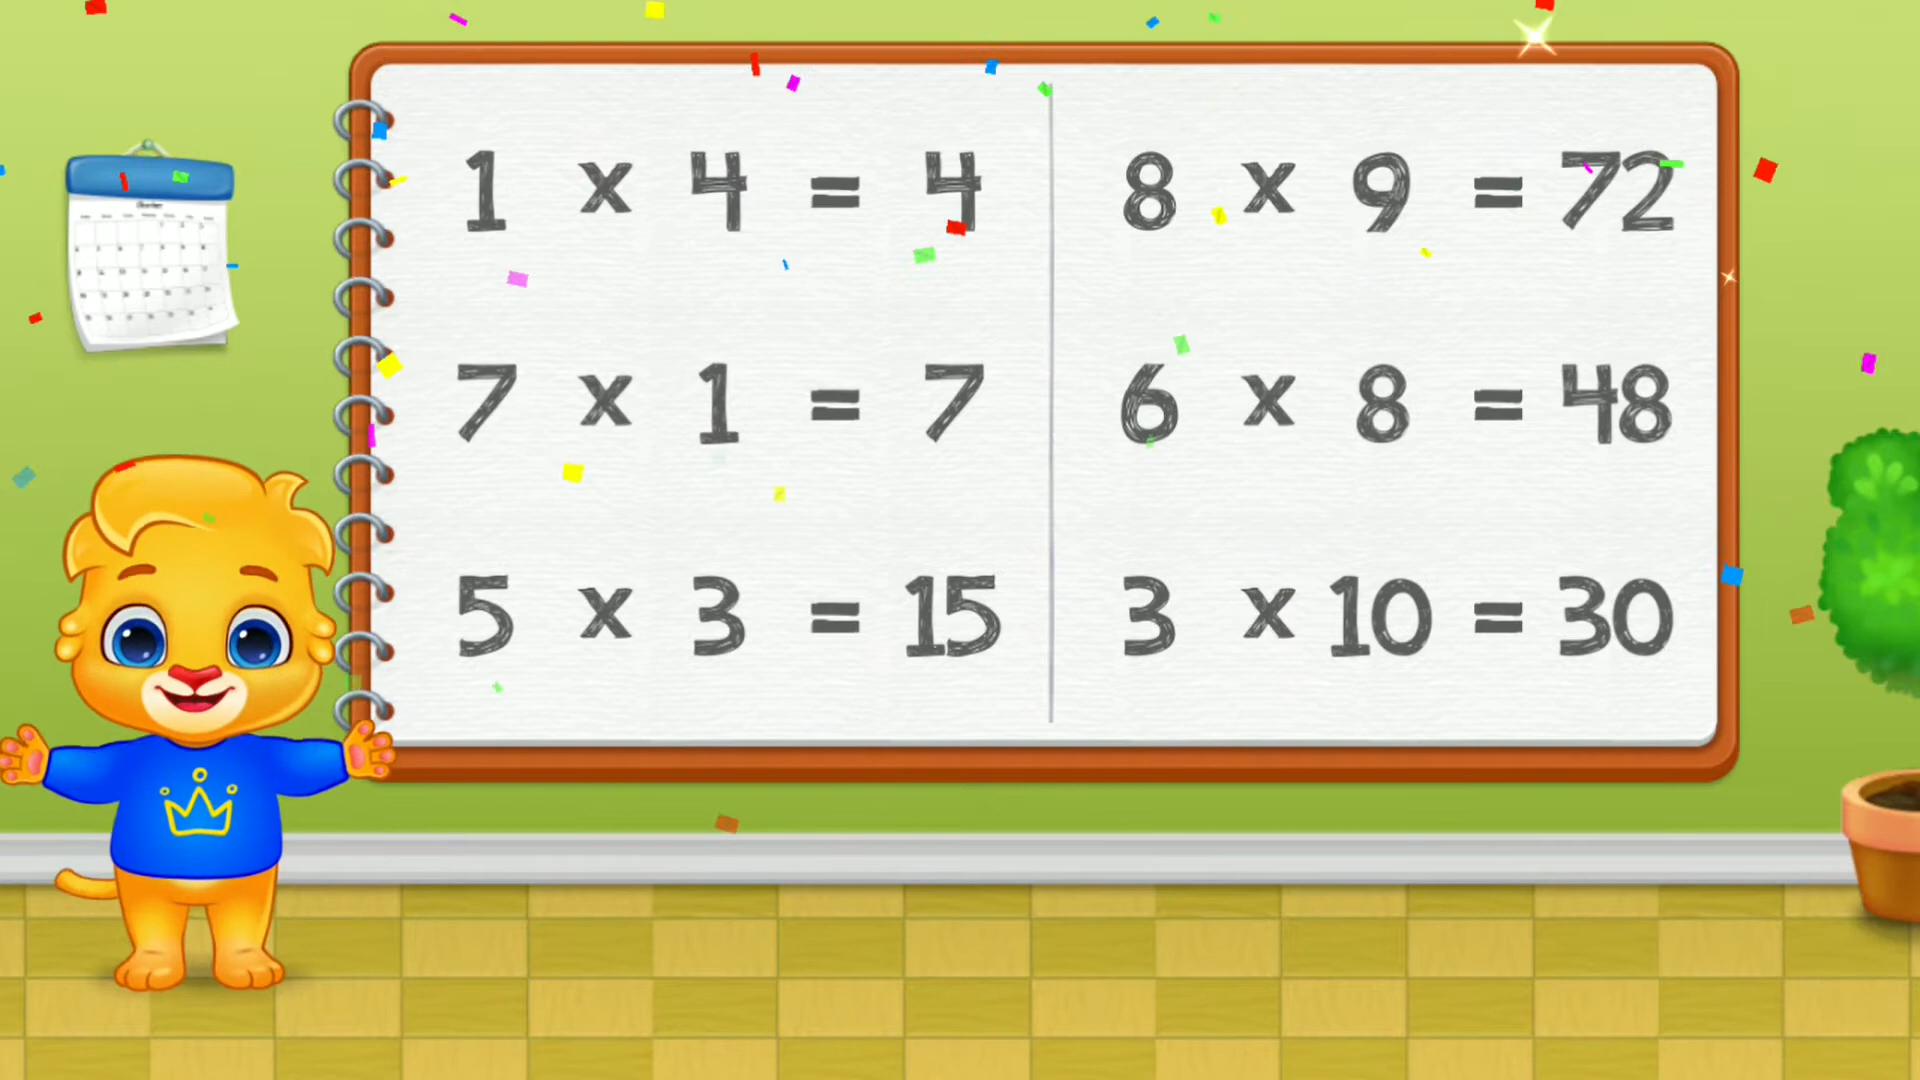 1 x 4 = 4
7 x 1 = 7
5 x 3 = 15
8 x 9 = 72
6 x 8 = 48
3 x 10 = 30